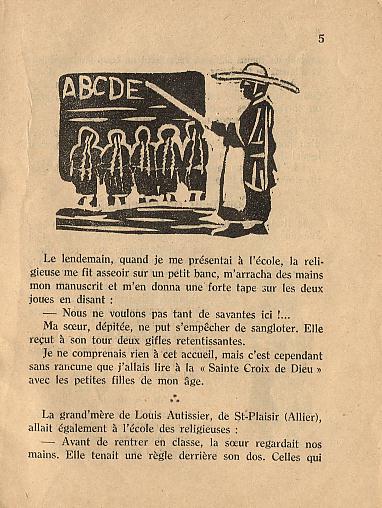 5
ABCDE
Le lendemain, quand je me présentai à l'école, la reli-
gieuse me fit asseoir sur un petit banc, m'arracha des mains
mon manuscrit et m'en donna une forte tape sur les deux
joues en disant :
— Nous ne voulons pas tant de savantes ici !...
Ma sœur, dépitée, ne put s'empêcher de sangloter. Elle
reçut à son tour deux gifles retentissantes.
Je ne comprenais rien à cet accueil, mais c'est cependant
sans rancune que j'allais lire à la « Sainte Croix de Dieu »
avec les petites filles de mon âge.
⁂
La grand'mère de Louis Autissier, de St-Plaisir (Allier),
allait également à l'école des religieuses :
— Avant de rentrer en classe, la sœur regardait nos
mains. Elle tenait une règle derrière son dos. Celles qui